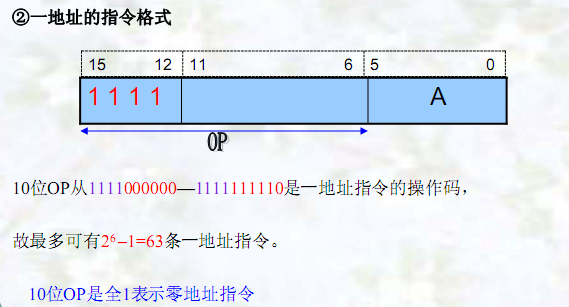 ②一地址的指令格式
15 12 11 6 5 0
1 1 1 1 A
OP
10位OP从1111000000—1111111110是一地址指令的操作码，
故最多可有2⁶−1=63条一地址指令。
10位OP是全1表示零地址指令